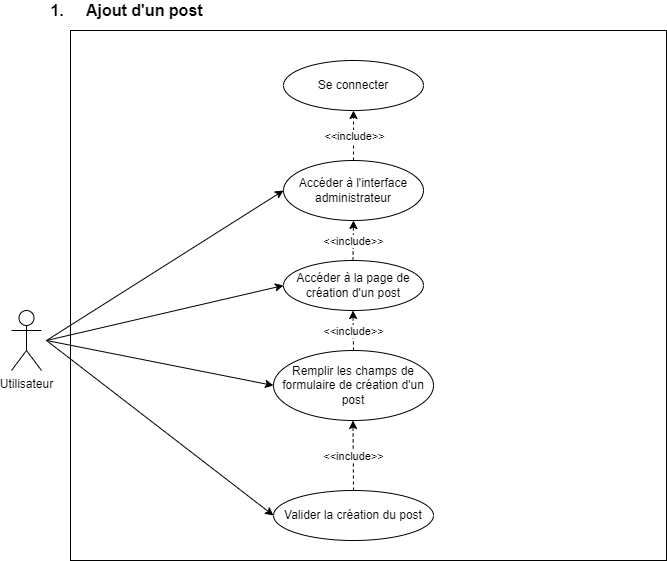 1. Ajout d'un post
Se connecter
<<include>>
Accéder à l'interface
administrateur
<<include>>
Accéder à la page de
création d'un post
<<include>>
Remplir les champs de
formulaire de création d'un
post
Utilisateur
<<include>>
Valider la création du post